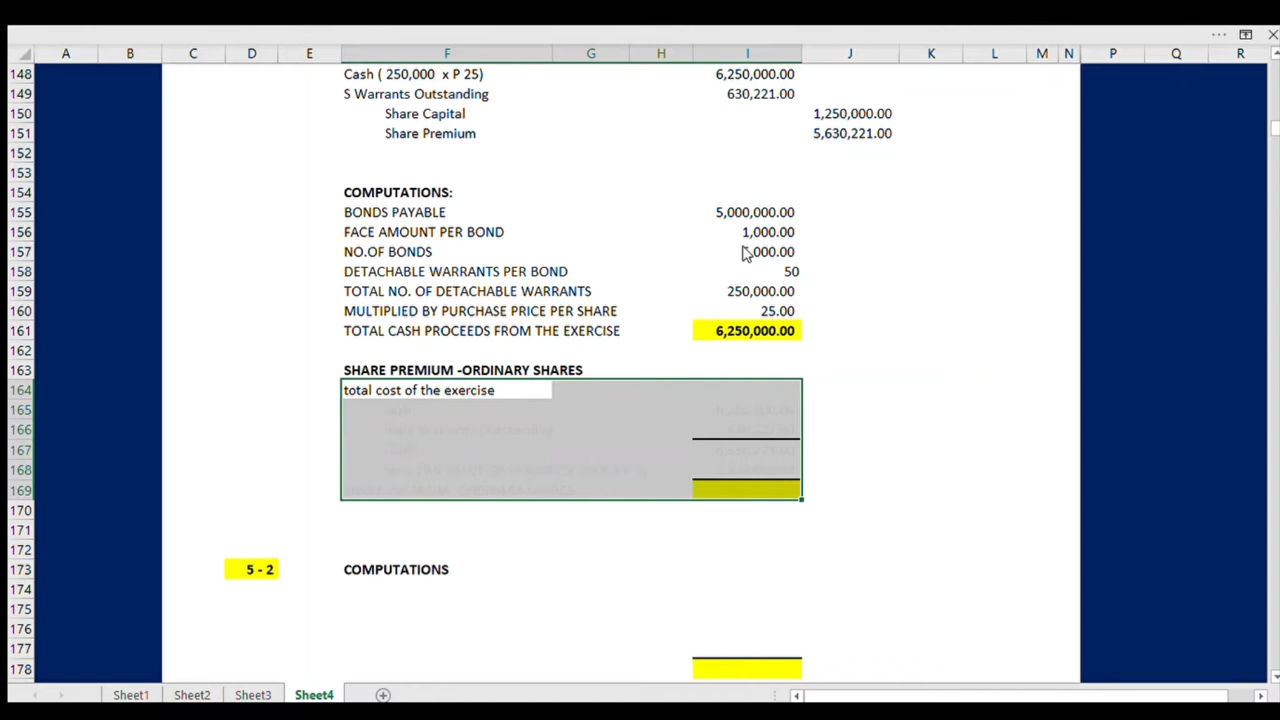 A B C D E F G H I J K L M N P Q R
148 Cash ( 250,000 x P 25) 6,250,000.00
149 S Warrants Outstanding 630,221.00
150 Share Capital 1,250,000.00
151 Share Premium 5,630,221.00
152
153
154 COMPUTATIONS:
155 BONDS PAYABLE 5,000,000.00
156 FACE AMOUNT PER BOND 1,000.00
157 NO.OF BONDS ,000.00
158 DETACHABLE WARRANTS PER BOND 50
159 TOTAL NO. OF DETACHABLE WARRANTS 250,000.00
160 MULTIPLIED BY PURCHASE PRICE PER SHARE 25.00
161 TOTAL CASH PROCEEDS FROM THE EXERCISE 6,250,000.00
162
163 SHARE PREMIUM -ORDINARY SHARES
164 total cost of the exercise
165
166
167
168
169
170
171
172
173 5 - 2 COMPUTATIONS
174
175
176
177
178
Sheet1 Sheet2 Sheet3 Sheet4